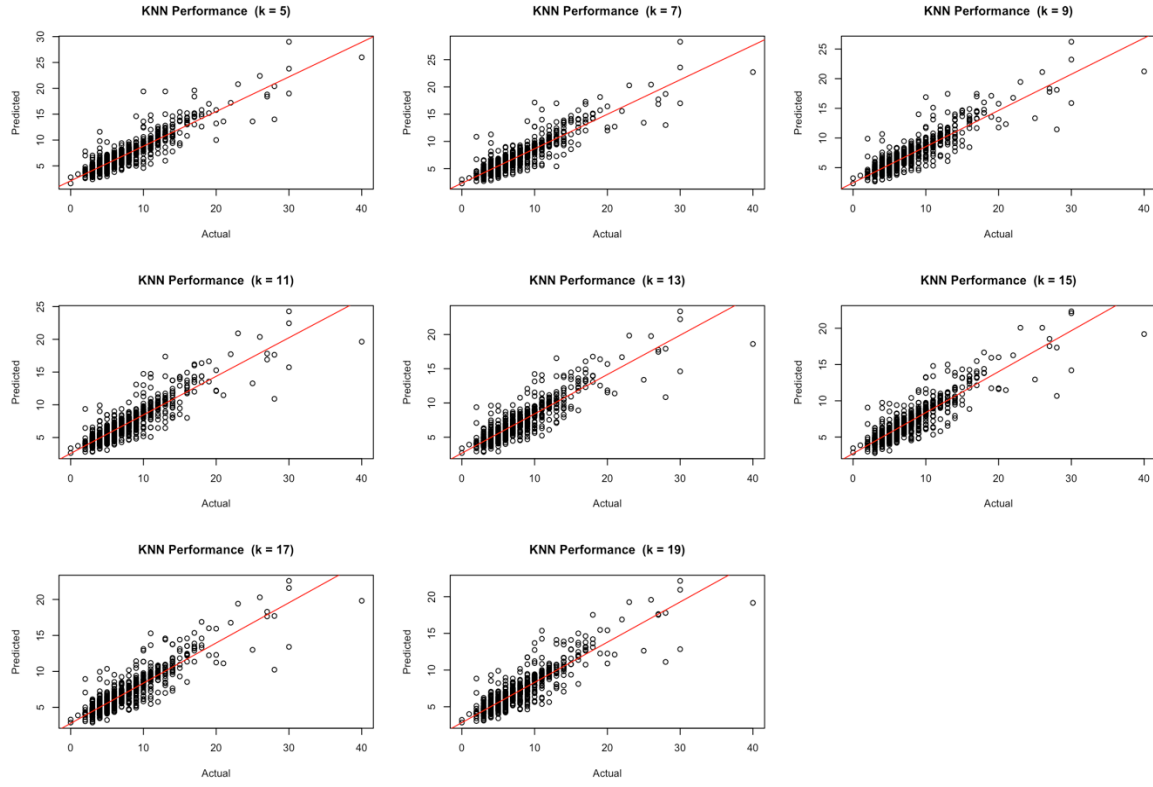 KNN Performance (k = 5)
30
25
20
15
10
5
Predicted
0 10 20 30 40
Actual
KNN Performance (k = 7)
25
20
15
10
5
Predicted
0 10 20 30 40
Actual
KNN Performance (k = 9)
25
20
15
10
5
Predicted
0 10 20 30 40
Actual
KNN Performance (k = 11)
25
20
15
10
5
Predicted
0 10 20 30 40
Actual
KNN Performance (k = 13)
20
15
10
5
Predicted
0 10 20 30 40
Actual
KNN Performance (k = 15)
20
15
10
5
Predicted
0 10 20 30 40
Actual
KNN Performance (k = 17)
20
15
10
5
Predicted
0 10 20 30 40
Actual
KNN Performance (k = 19)
20
15
10
5
Predicted
0 10 20 30 40
Actual